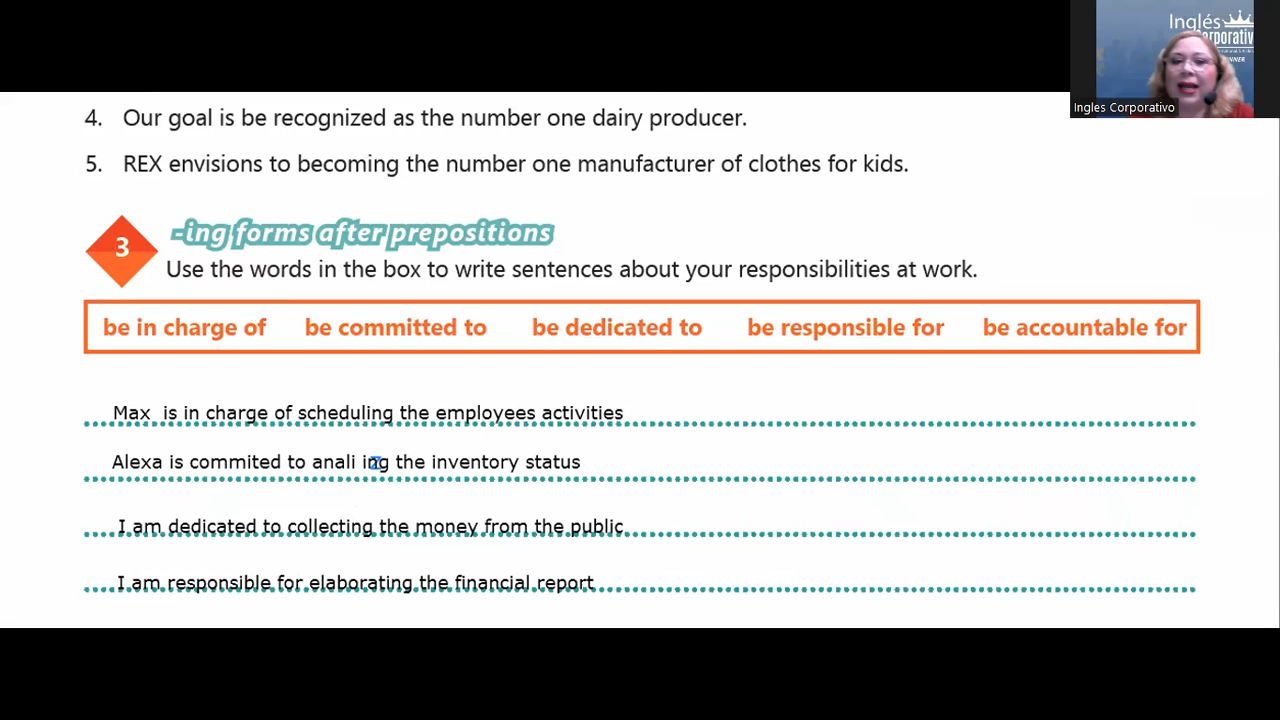 Inglés
Corporativ
NNER
Ingles Corporativo
4. Our goal is be recognized as the number one dairy producer.
5. REX envisions to becoming the number one manufacturer of clothes for kids.
3 -ing forms after prepositions
Use the words in the box to write sentences about your responsibilities at work.
be in charge of be committed to be dedicated to be responsible for be accountable for
Max is in charge of scheduling the employees activities
Alexa is commited to anali ing the inventory status
I am dedicated to collecting the money from the public
I am responsible for elaborating the financial report